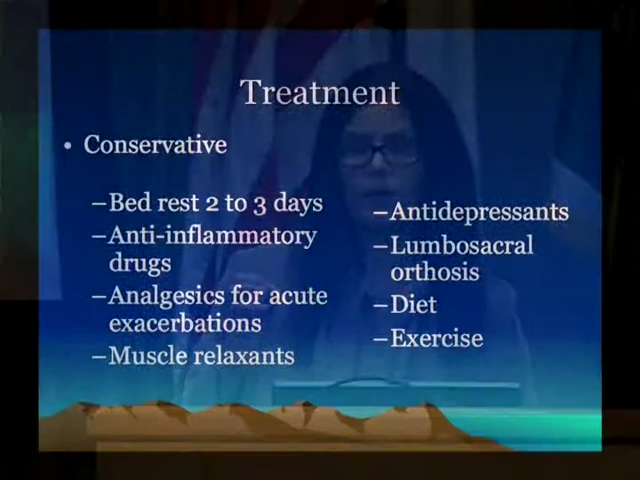 Treatment
• Conservative
–Bed rest 2 to 3 days
–Anti-inflammatory
drugs
–Analgesics for acute
exacerbations
–Muscle relaxants
–Antidepressants
–Lumbosacral
orthosis
–Diet
–Exercise